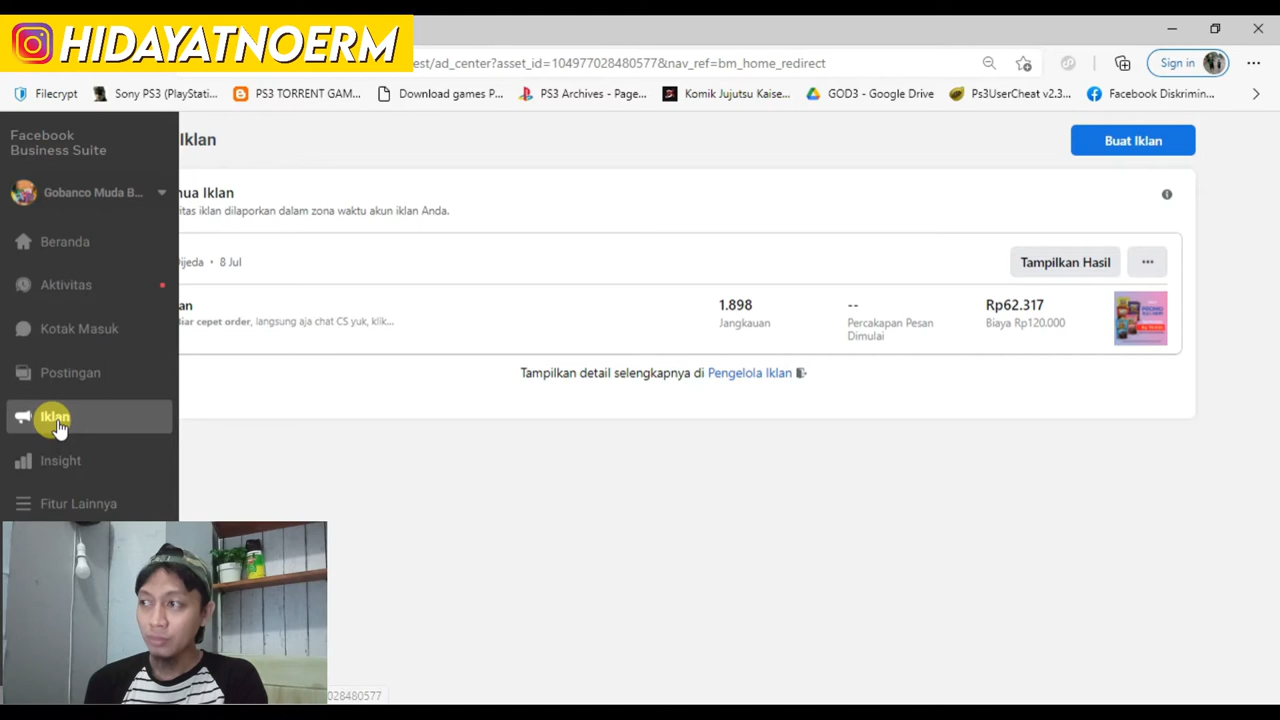 HIDAYATNOERM
est/ad_center?asset_id=104977028480577&nav_ref=bm_home_redirect
Sign in
Filecrypt
Sony PS3 (PlayStati...
PS3 TORRENT GAM...
Download games P...
PS3 Archives - Page...
Komik Jujutsu Kaise...
GOD3 - Google Drive
Ps3UserCheat v2.3...
Facebook Diskrimin...
Facebook
Business Suite
Gobanco Muda B...
Beranda
Aktivitas
Kotak Masuk
Postingan
Iklan
Insight
Fitur Lainnya
Iklan
Buat Iklan
nua Iklan
itas iklan dilaporkan dalam zona waktu akun iklan Anda.
Dijeda • 8 Jul
Tampilkan Hasil
an
liar cepet order, langsung aja chat CS yuk, klik...
1.898
Jangkauan
--
Percakapan Pesan
Dimulai
Rp62.317
Biaya Rp120.000
Tampilkan detail selengkapnya di Pengelola Iklan
028480577